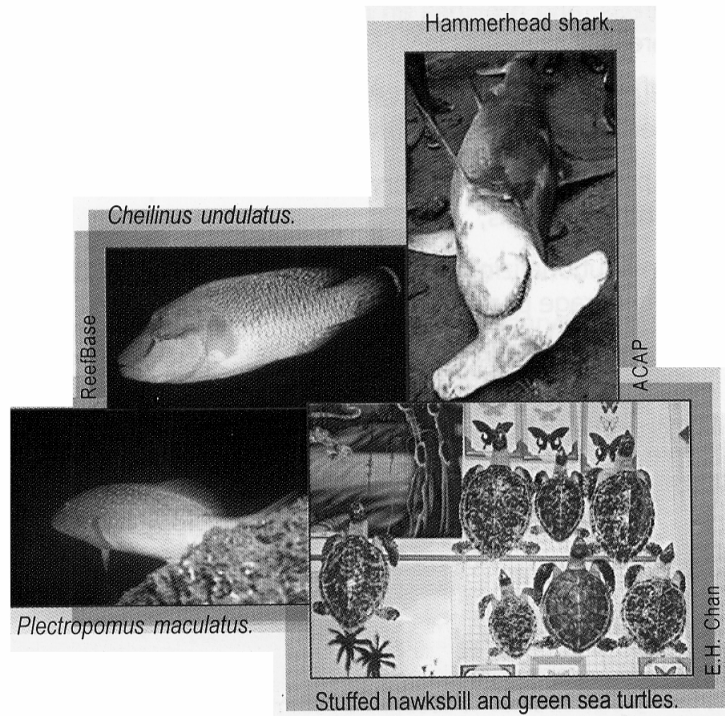 Hammerhead shark.
Cheilinus undulatus.
ReefBase
ACAP
Plectropomus maculatus.
E.H. Chan
Stuffed hawksbill and green sea turtles.